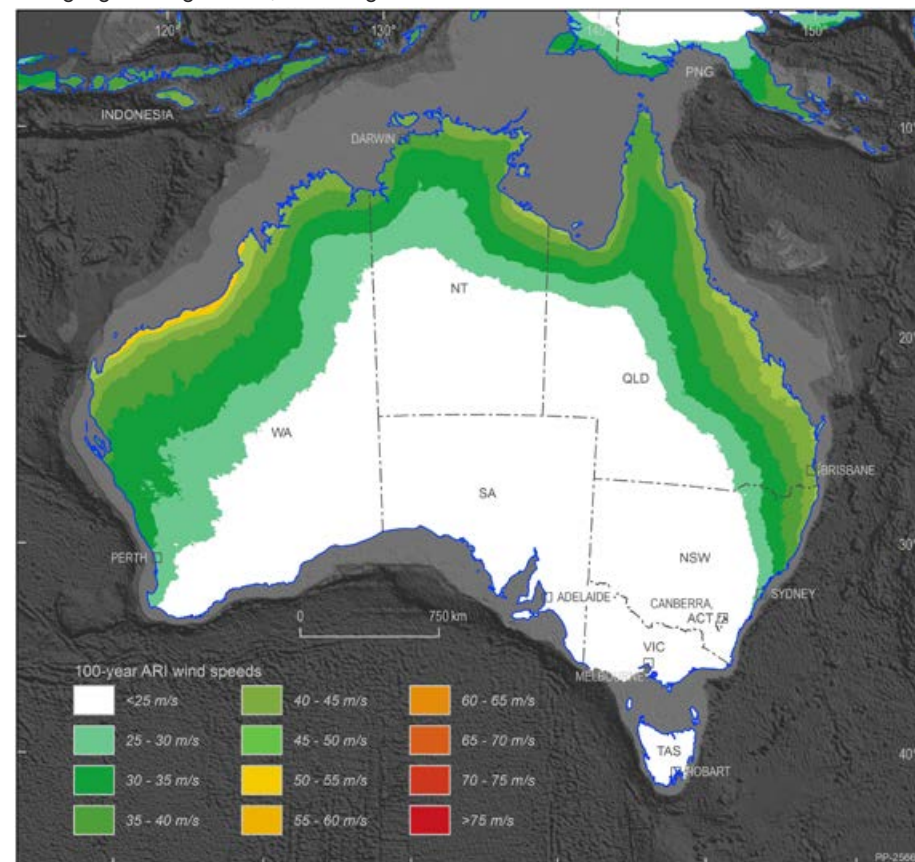 120°
130°
140°
150°
PNG
INDONESIA
DARWIN
10°
NT
20°
QLD
WA
BRISBANE
SA
30°
PERTH
NSW
ADELAIDE
CANBERRA,
SYDNEY
ACT
750 km
0
VIC
MELBOURNE
100-year ARI wind speeds
<25 m/s
40 - 45 m/s
60 - 65 m/s
25 - 30 m/s
45 - 50 m/s
65 - 70 m/s
TAS
40°
HOBART
30 - 35 m/s
50 - 55 m/s
70 - 75 m/s
35 - 40 m/s
55 - 60 m/s
>75 m/s